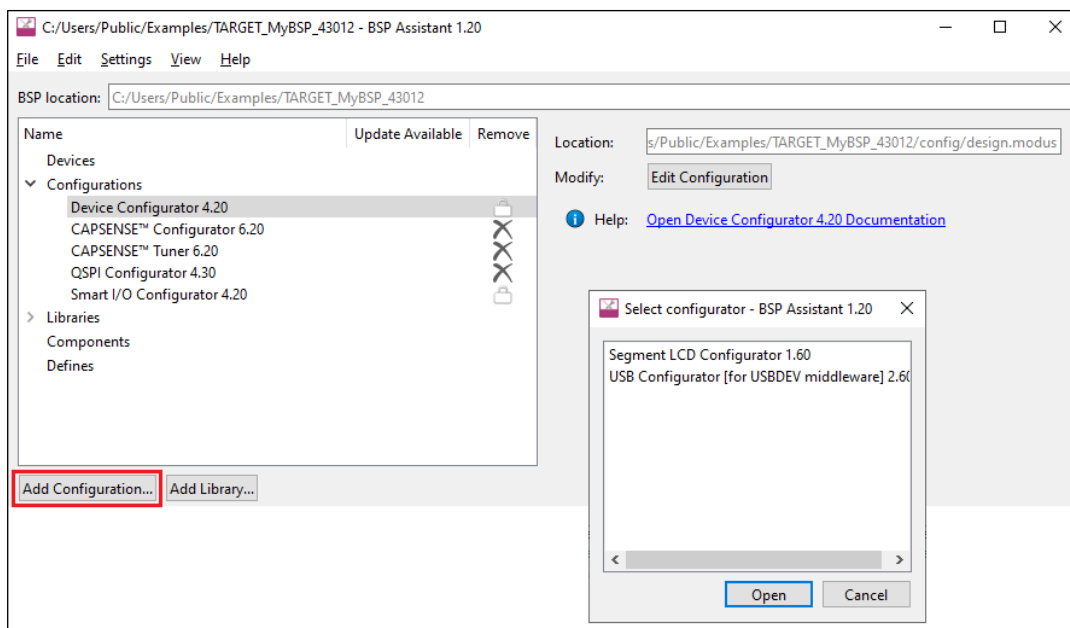 C:/Users/Public/Examples/TARGET_MyBSP_43012 - BSP Assistant 1.20
File Edit Settings View Help
BSP location: C:/Users/Public/Examples/TARGET_MyBSP_43012
Name Update Available Remove
Devices
Configurations
Device Configurator 4.20
CAPSENSE™ Configurator 6.20
CAPSENSE™ Tuner 6.20
QSPI Configurator 4.30
Smart I/O Configurator 4.20
Libraries
Components
Defines
Add Configuration... Add Library...
Location: s/Public/Examples/TARGET_MyBSP_43012/config/design.modus
Modify: Edit Configuration
Help: Open Device Configurator 4.20 Documentation
Select configurator - BSP Assistant 1.20
Segment LCD Configurator 1.60
USB Configurator [for USBDEV middleware] 2.60
Open Cancel